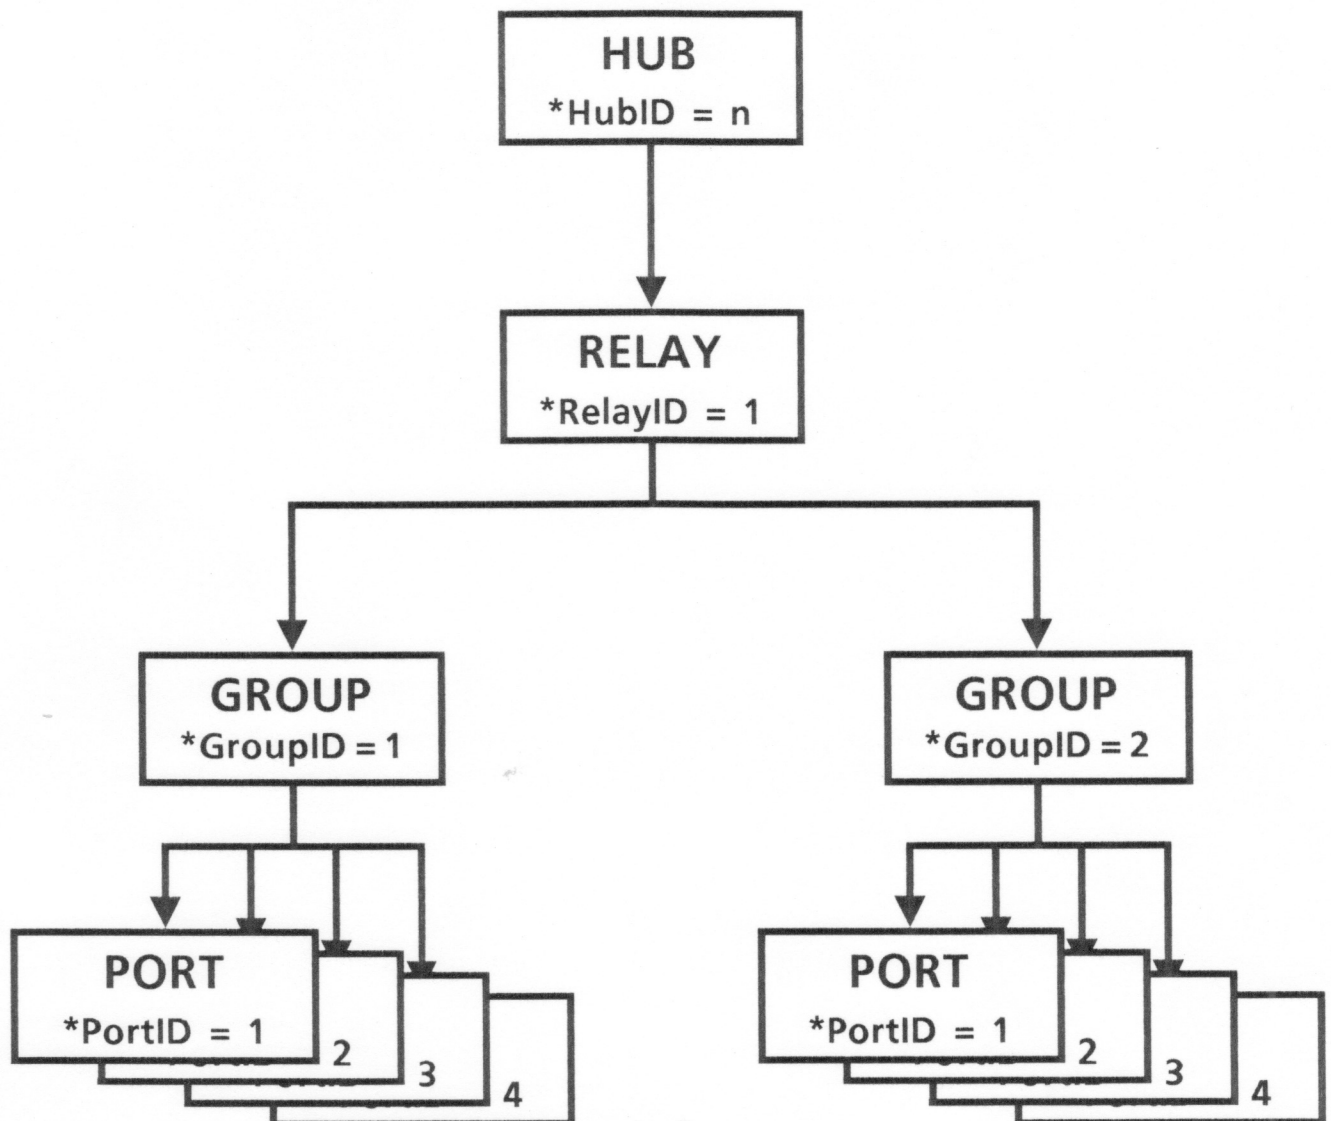 HUB
*HubID = n
RELAY
*RelayID = 1
GROUP
*GroupID = 1
GROUP
*GroupID = 2
PORT
*PortID = 1
2
3
4
PORT
*PortID = 1
2
3
4